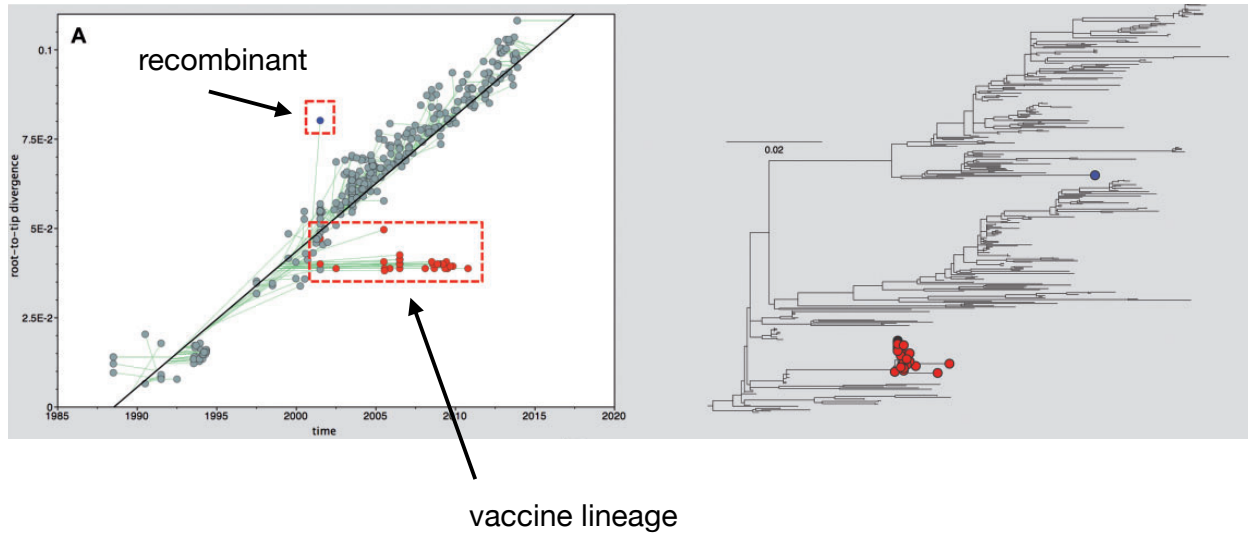 A
recombinant
0.1
7.5E-2
5E-2
2.5E-2
0
root-to-tip divergence
1985 1990 1995 2000 2005 2010 2015 2020
time
0.02
vaccine lineage